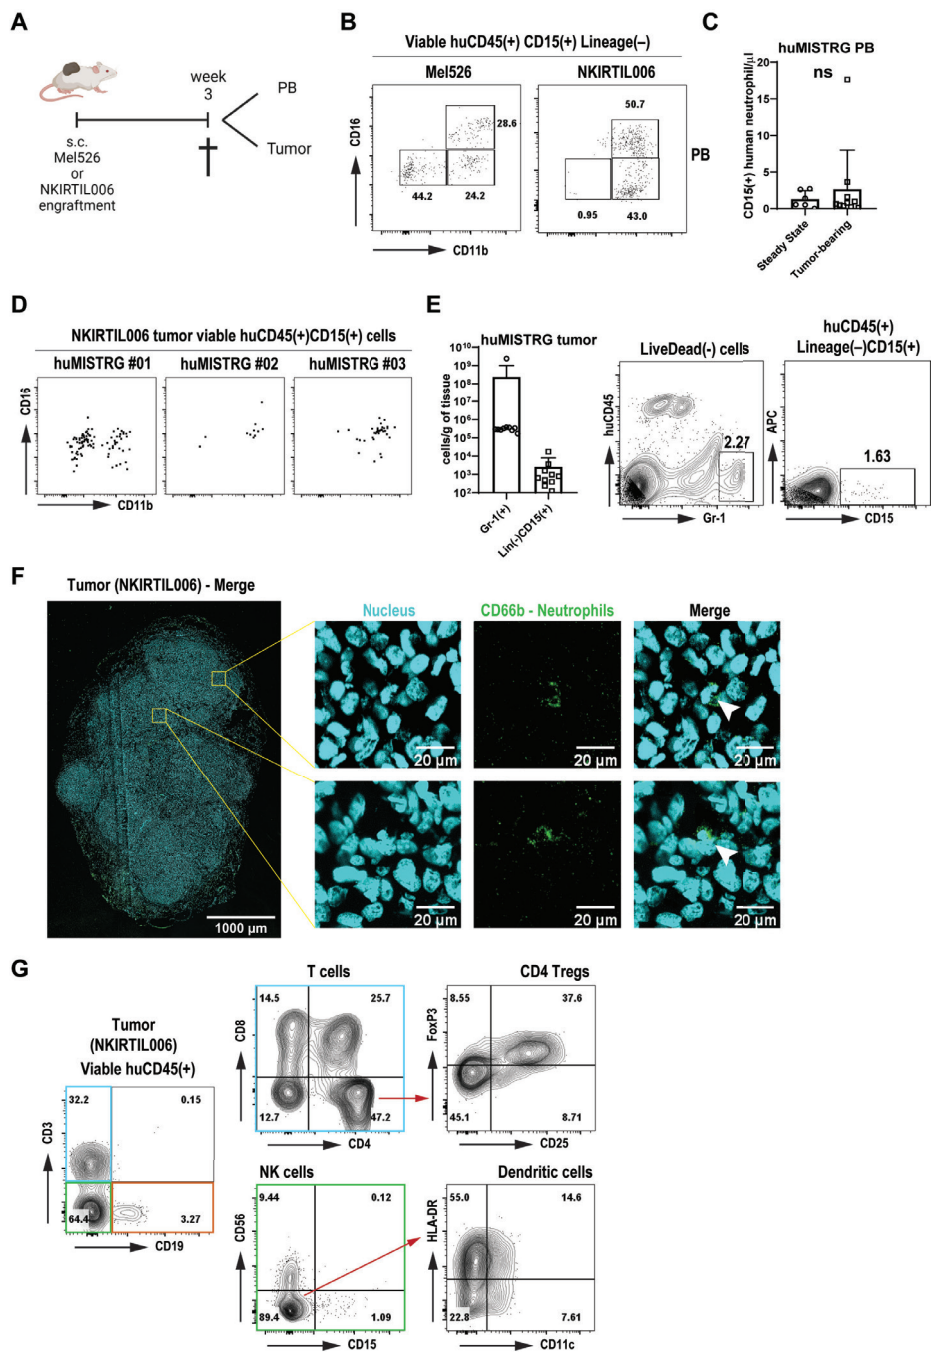 A
week
3
PB
Tumor
s.c.
Mel526
or
NKIRTIL006
engraftment
B
Viable huCD45(+) CD15(+) Lineage(–)
Mel526
NKIRTIL006
CD16
28.6
44.2
24.2
50.7
0.95
43.0
PB
CD11b
C
huMISTRG PB
ns
CD15(+) human neutrophil/µl
20
15
10
5
0
Steady State
Tumor-bearing
D
NKIRTIL006 tumor viable huCD45(+)CD15(+) cells
huMISTRG #01
huMISTRG #02
huMISTRG #03
CD16
CD11b
E
huMISTRG tumor
cells/g of tissue
10¹⁰
10⁹
10⁸
10⁷
10⁶
10⁵
10⁴
10³
10²
Gr-1(+)
Lin(-)CD15(+)
LiveDead(-) cells
huCD45
2.27
Gr-1
huCD45(+)
Lineage(–)CD15(+)
APC
1.63
CD15
F
Tumor (NKIRTIL006) - Merge
1000 µm
Nucleus
CD66b - Neutrophils
Merge
20 µm
20 µm
20 µm
20 µm
20 µm
20 µm
G
Tumor
(NKIRTIL006)
Viable huCD45(+)
CD3
32.2
0.15
64.4
3.27
CD19
T cells
CD8
14.5
25.7
12.7
47.2
CD4
CD4 Tregs
FoxP3
8.55
37.6
45.1
8.71
CD25
NK cells
CD56
9.44
0.12
89.4
1.09
CD15
Dendritic cells
HLA-DR
55.0
14.6
22.8
7.61
CD11c